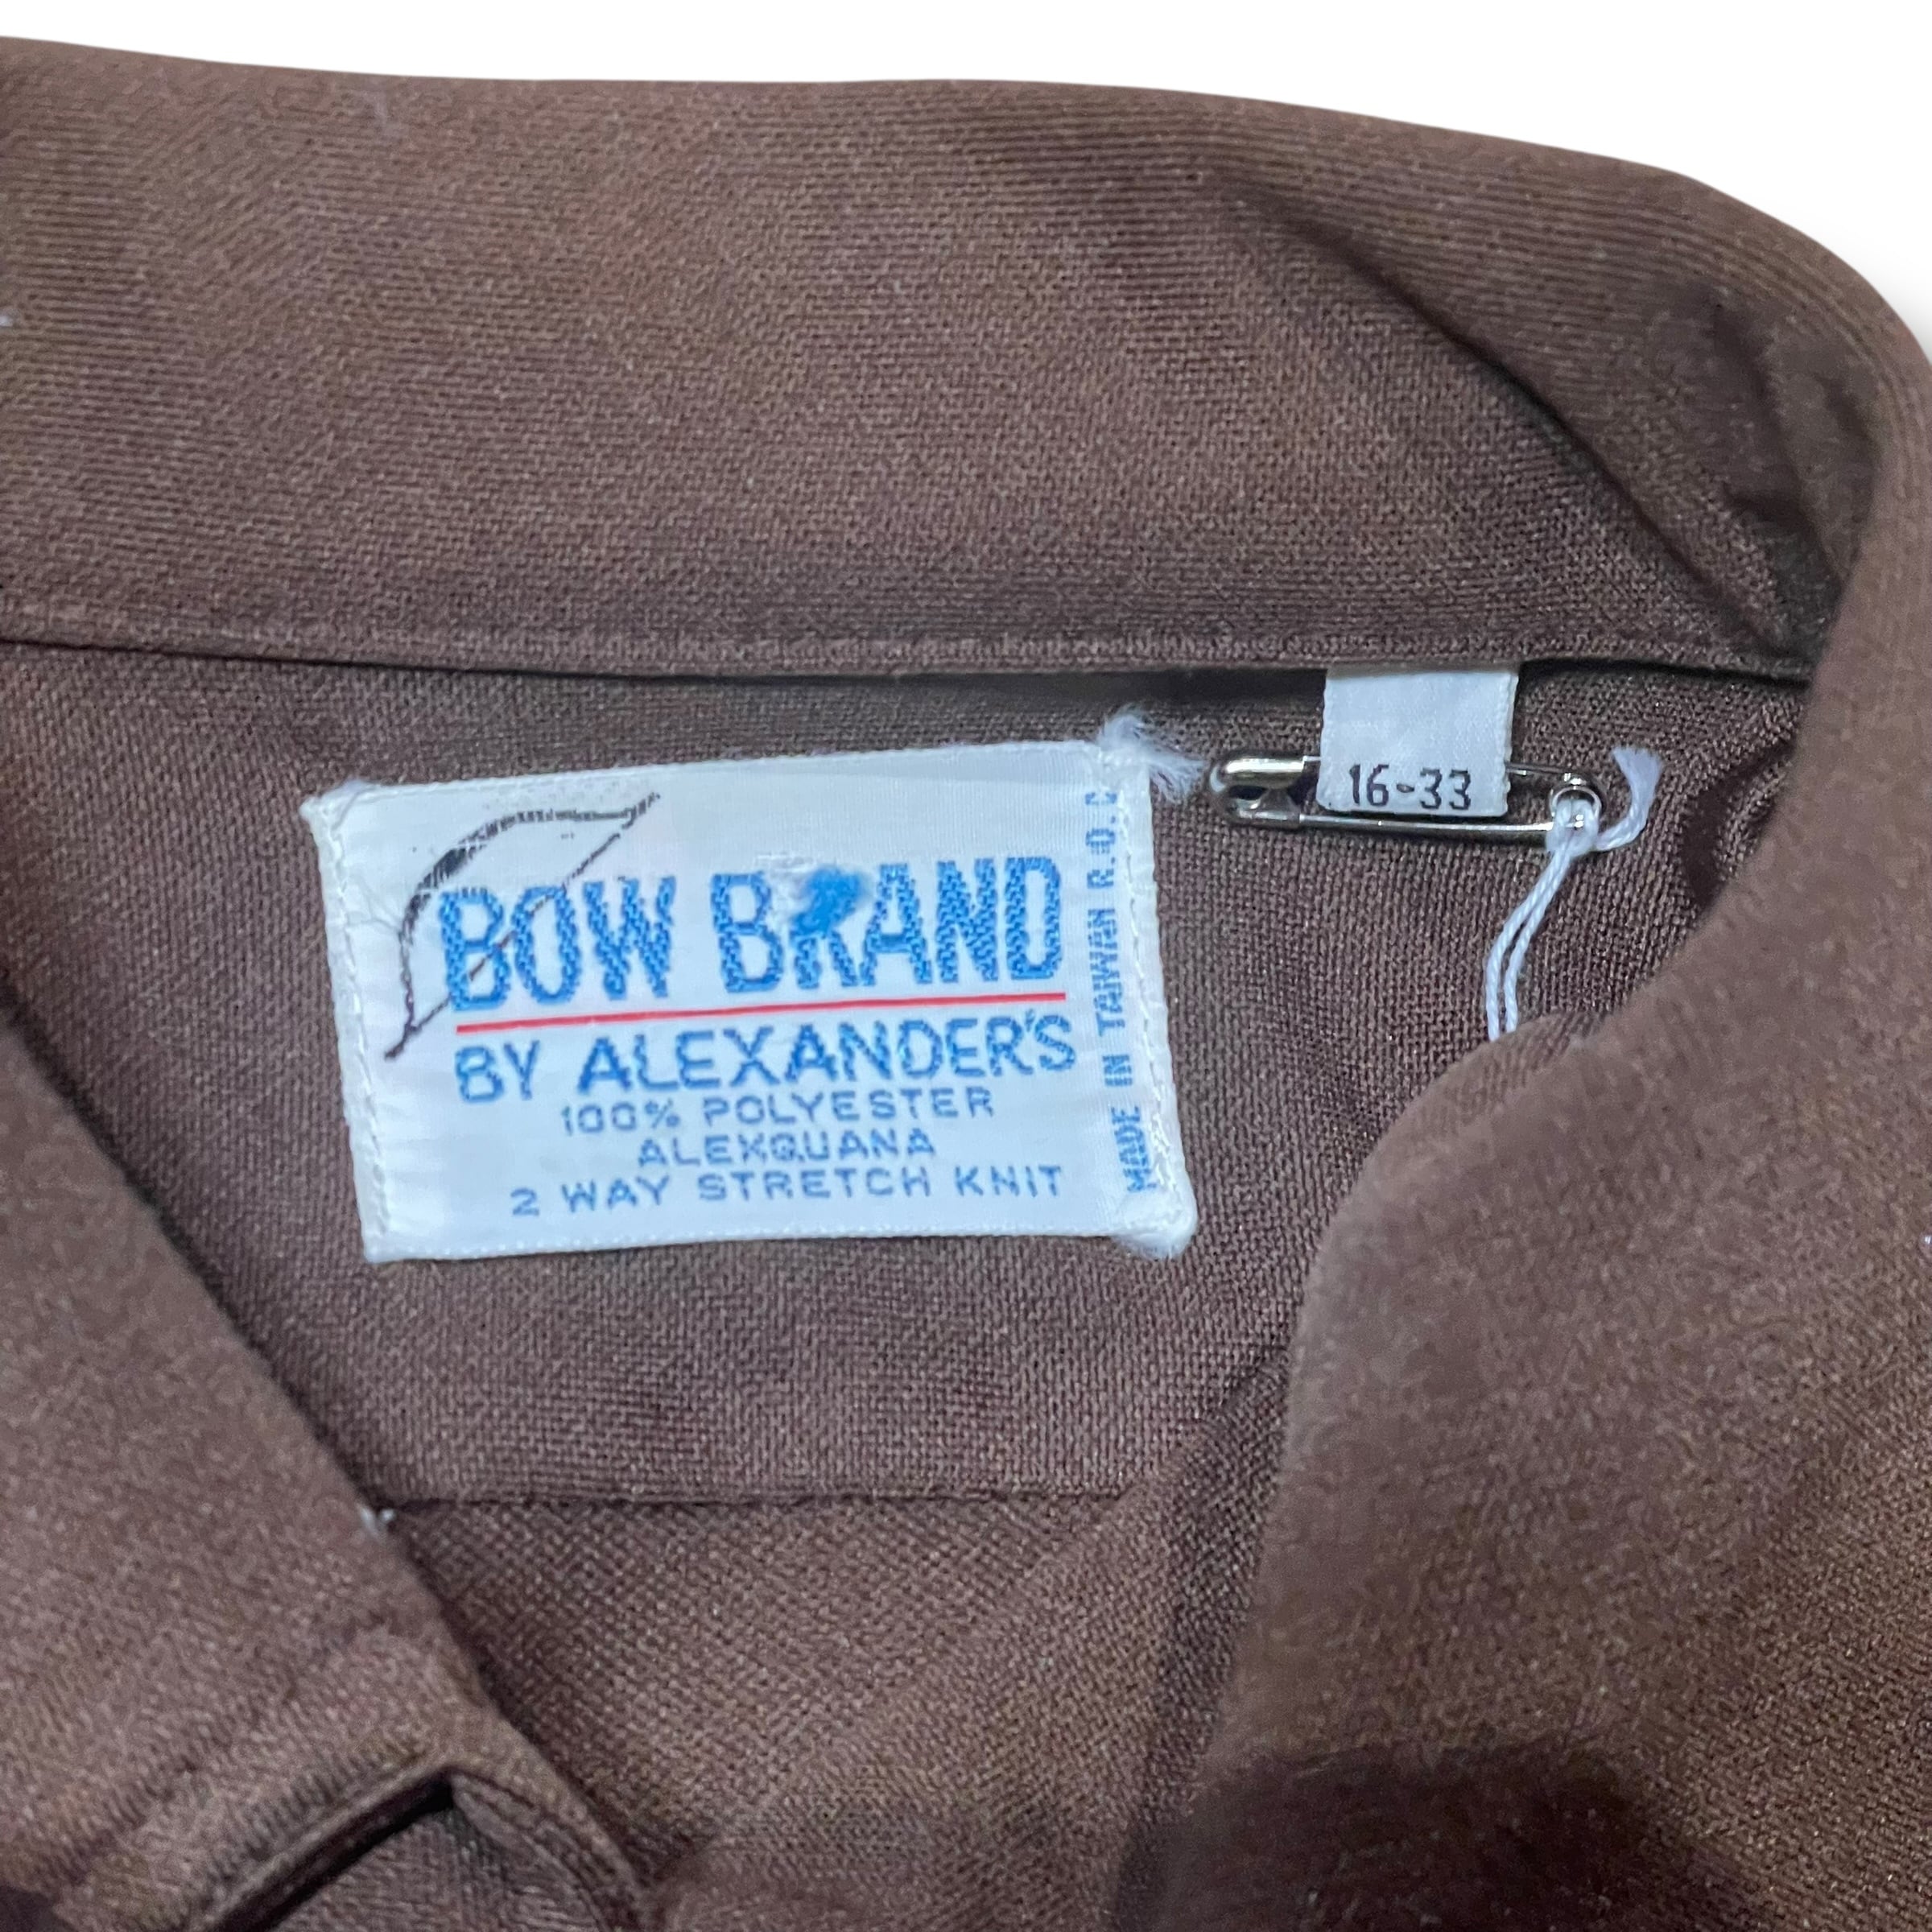 BOW BRAND
BY ALEXANDER'S
100% POLYESTER
ALEXQUANA
2 WAY STRETCH KNIT
MADE IN TAIWAN R.O.C
16-33